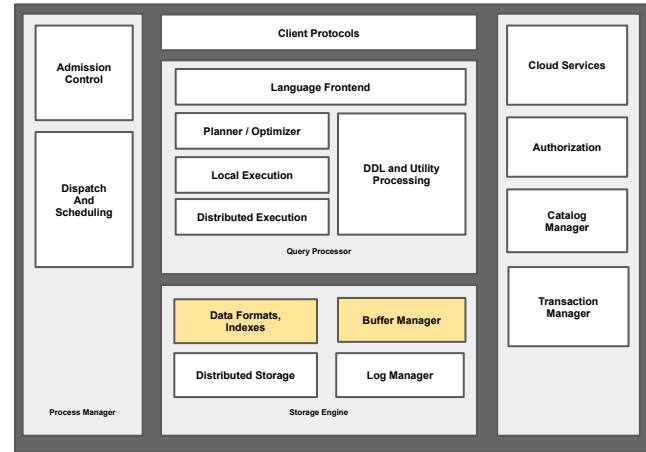 Admission
Control
Dispatch
And
Scheduling
Process Manager
Client Protocols
Language Frontend
Planner / Optimizer
Local Execution
Distributed Execution
DDL and Utility
Processing
Query Processor
Data Formats,
Indexes
Buffer Manager
Distributed Storage
Log Manager
Storage Engine
Cloud Services
Authorization
Catalog
Manager
Transaction
Manager